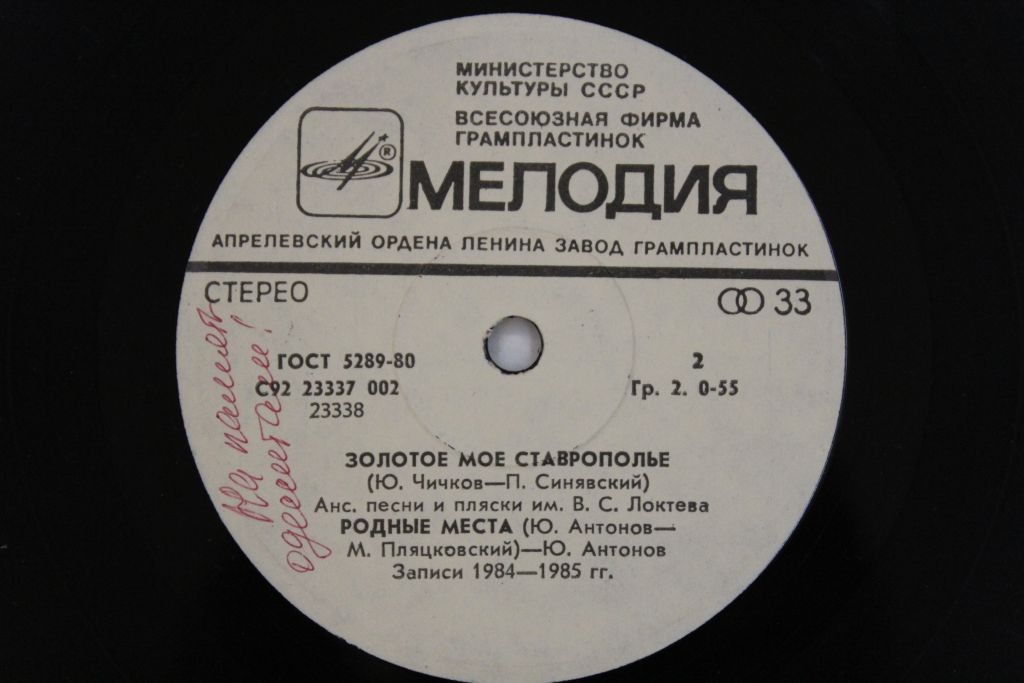 МИНИСТЕРСТВО
КУЛЬТУРЫ СССР
ВСЕСОЮЗНАЯ ФИРМА
ГРАМПЛАСТИНОК
®
МЕЛОДИЯ
АПРЕЛЕВСКИЙ ОРДЕНА ЛЕНИНА ЗАВОД ГРАМПЛАСТИНОК
СТЕРЕО
33
ГОСТ 5289-80
2
С92 23337 002
Гр. 2. 0-55
23338
На память
ЗОЛОТОЕ МОЕ СТАВРОПОЛЬЕ
(Ю. Чичков—П. Синявский)
Анс. песни и пляски им. В. С. Локтева
РОДНЫЕ МЕСТА (Ю. Антонов—
М. Пляцковский)—Ю. Антонов
Записи 1984—1985 гг.